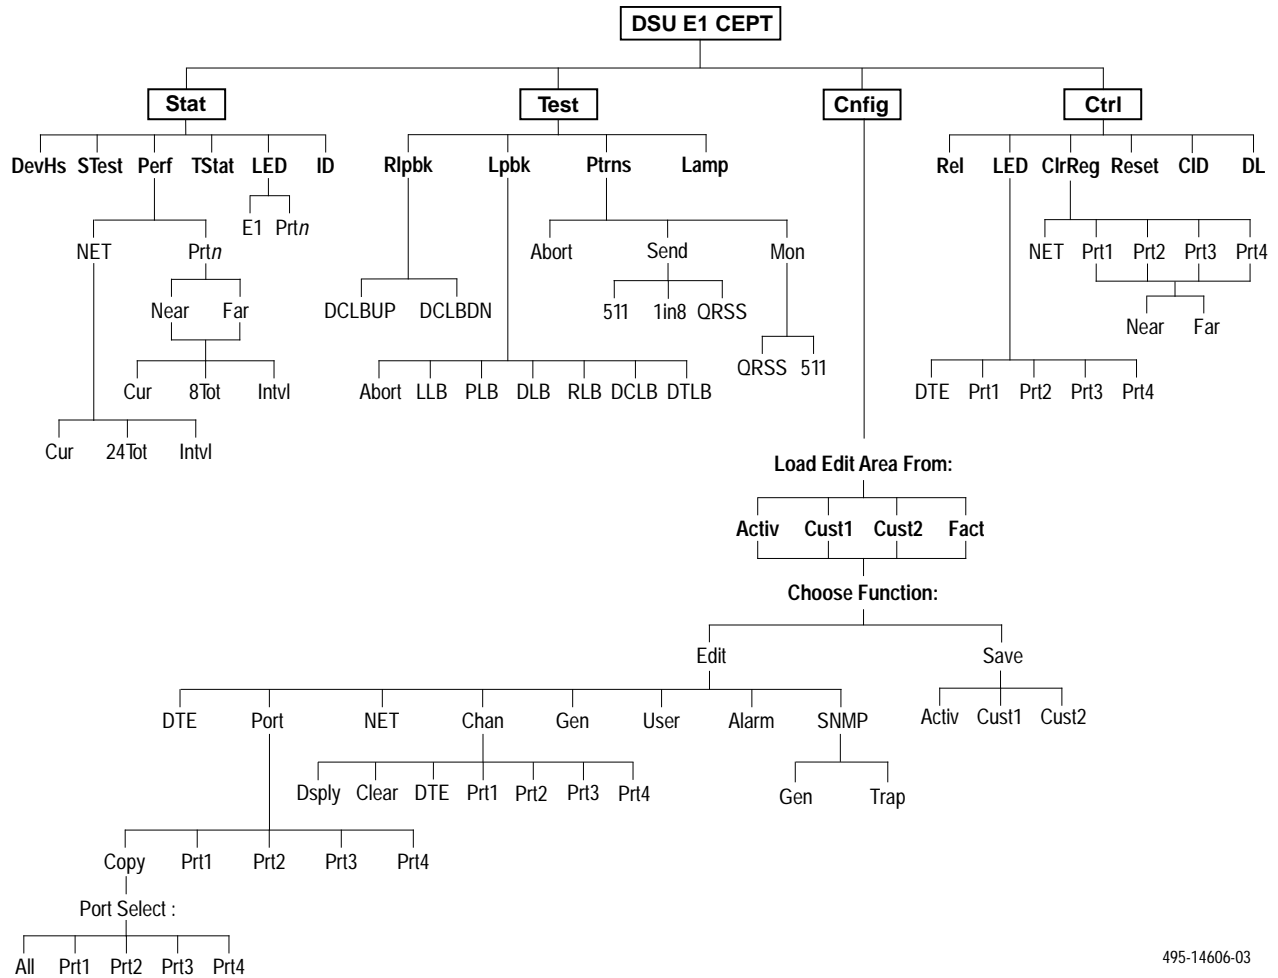 DSU E1 CEPT
Stat Test Cnfig Ctrl
DevHs STest Perf TStat LED ID Rlpbk Lpbk Ptrns Lamp Rel LED ClrReg Reset CID DL
E1 Prtn
NET Prtn Abort Send Mon NET Prt1 Prt2 Prt3 Prt4
Near Far DCLBUP DCLBDN 511 1in8 QRSS
Near Far
QRSS 511
Cur 8Tot Intvl Abort LLB PLB DLB RLB DCLB DTLB DTE Prt1 Prt2 Prt3 Prt4
Cur 24Tot Intvl
Load Edit Area From:
Activ Cust1 Cust2 Fact
Choose Function:
Edit Save
DTE Port NET Chan Gen User Alarm SNMP Activ Cust1 Cust2
Dsply Clear DTE Prt1 Prt2 Prt3 Prt4 Gen Trap
Copy Prt1 Prt2 Prt3 Prt4
Port Select :
All Prt1 Prt2 Prt3 Prt4
495-14606-03